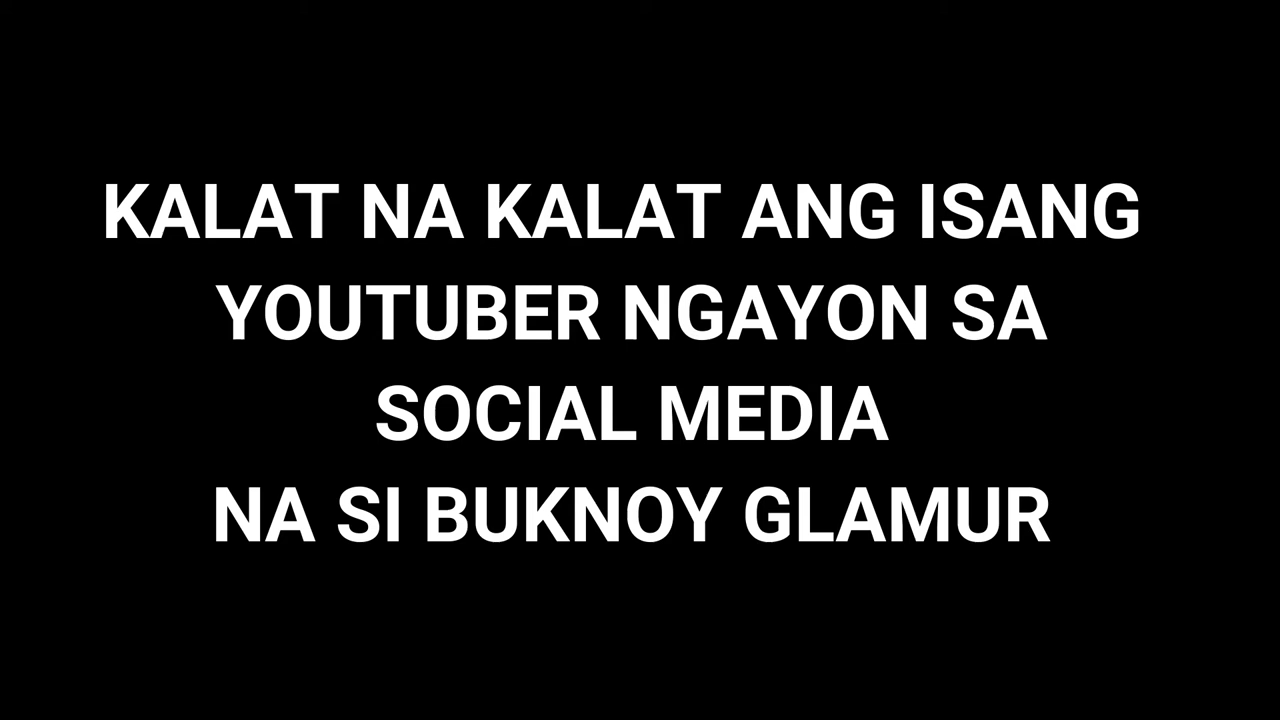 KALAT NA KALAT ANG ISANG
YOUTUBER NGAYON SA
SOCIAL MEDIA
NA SI BUKNOY GLAMUR